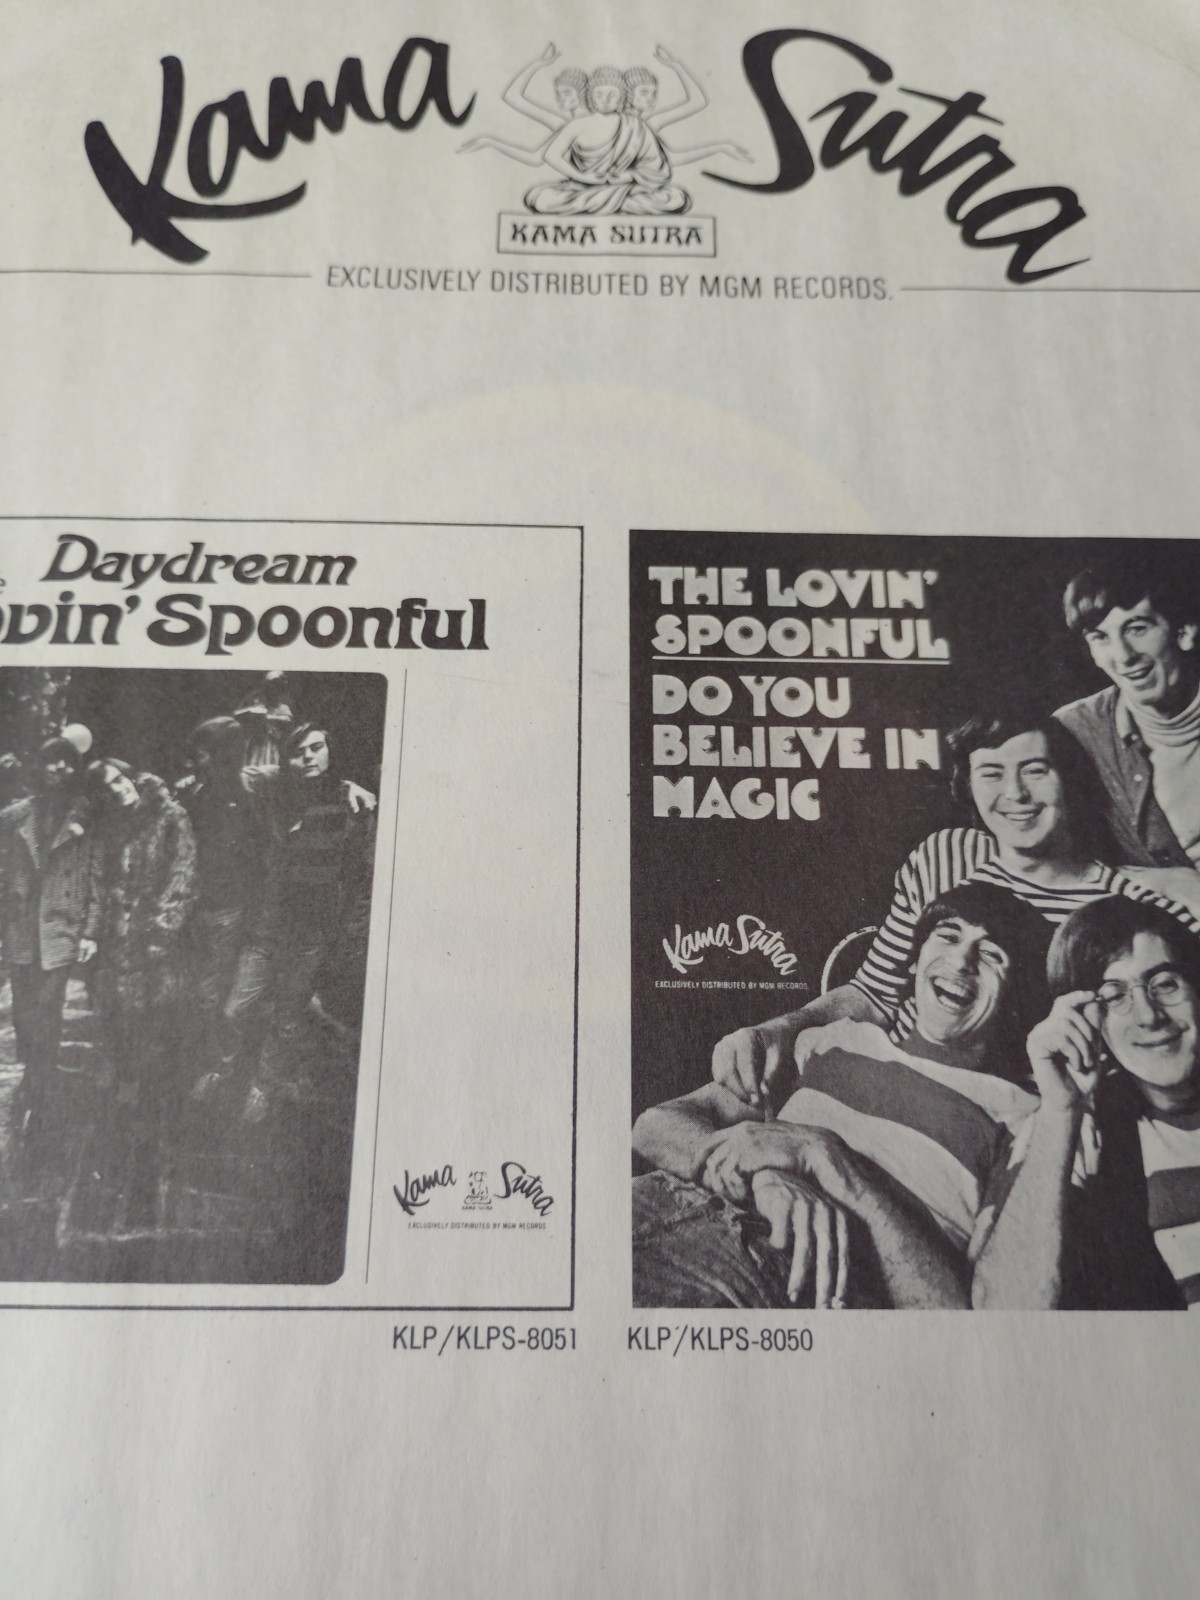 Kama Sutra
KAMA SUTRA
EXCLUSIVELY DISTRIBUTED BY MGM RECORDS.
Daydream
ovin' Spoonful
Kama Sutra
KAMA SUTRA
EXCLUSIVELY DISTRIBUTED BY MGM RECORDS
KLP/KLPS-8051
THE LOVIN'
SPOONFUL
DO YOU
BELIEVE IN
MAGIC
Kama Sutra
EXCLUSIVELY DISTRIBUTED BY MGM RECORDS.
KLP/KLPS-8050